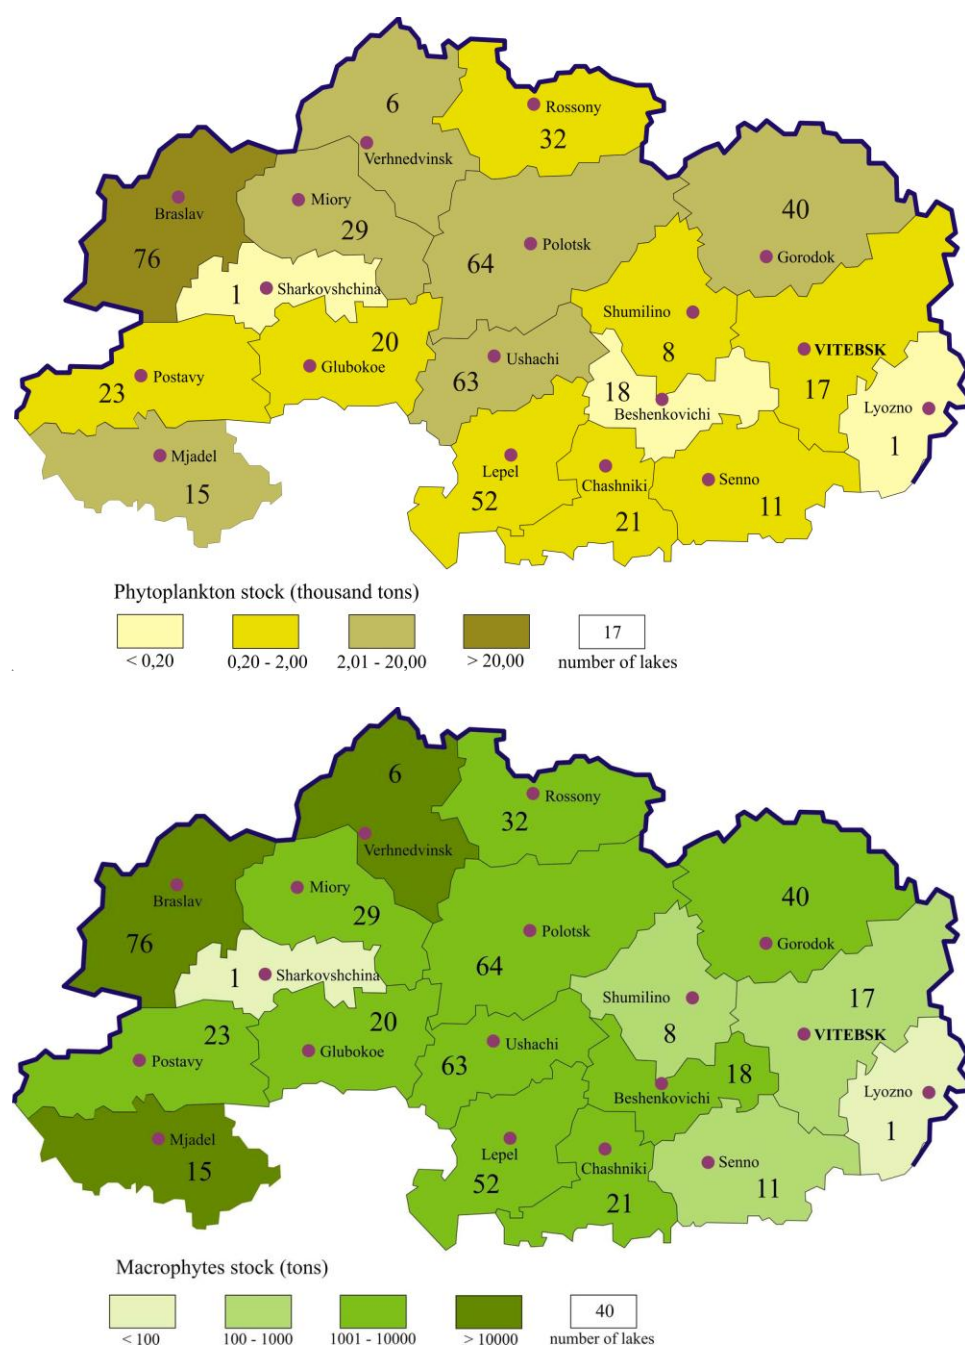 6
Rossony
32
Verhnedvinsk
Braslav
Miory
40
76
29
Polotsk
64
Gorodok
1
Sharkovshchina
Shumilino
20
8
VITEBSK
Ushachi
63
Glubokoe
Postavy
23
18
Beshenkovichi
17
Lyozno
1
Mjadel
15
Lepel
52
Chashniki
21
Senno
11
Phytoplankton stock (thousand tons)
17
< 0,20
0,20 - 2,00
2,01 - 20,00
> 20,00
number of lakes
6
Rossony
32
Verhnedvinsk
Braslav
Miory
40
76
29
Polotsk
64
Gorodok
1
Sharkovshchina
Shumilino
17
20
8
VITEBSK
23
Ushachi
63
Glubokoe
Postavy
18
Beshenkovichi
Lyozno
1
Mjadel
15
Lepel
52
Chashniki
21
Senno
11
Macrophytes stock (tons)
40
< 100
100 - 1000
1001 - 10000
> 10000
number of lakes